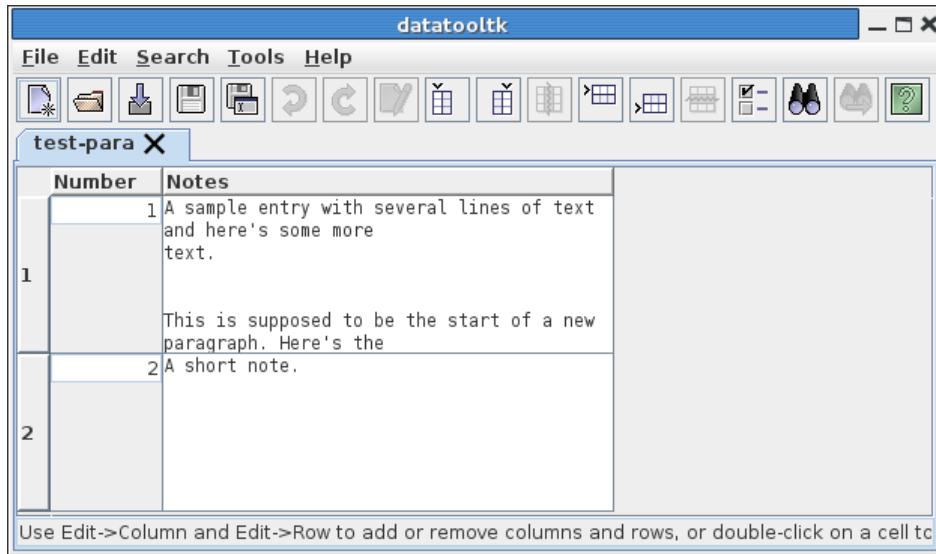 datatooltk
File Edit Search Tools Help
test-para
Number Notes
1
1 A sample entry with several lines of text
and here's some more
text.
This is supposed to be the start of a new
paragraph. Here's the
2
2 A short note.
Use Edit->Column and Edit->Row to add or remove columns and rows, or double-click on a cell to